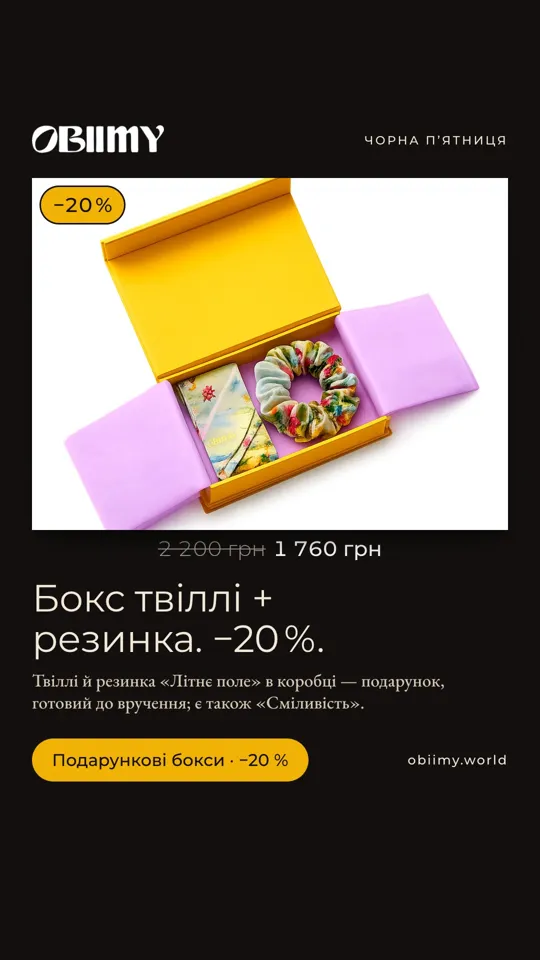 OBIIMY
ЧОРНА П'ЯТНИЦЯ
−20 %
2 200 грн 1 760 грн
Бокс твіллі +
резинка. −20 %.
Твіллі й резинка «Літнє поле» в коробці — подарунок,
готовий до вручення; є також «Сміливість».
Подарункові бокси · −20 %
obiimy.world